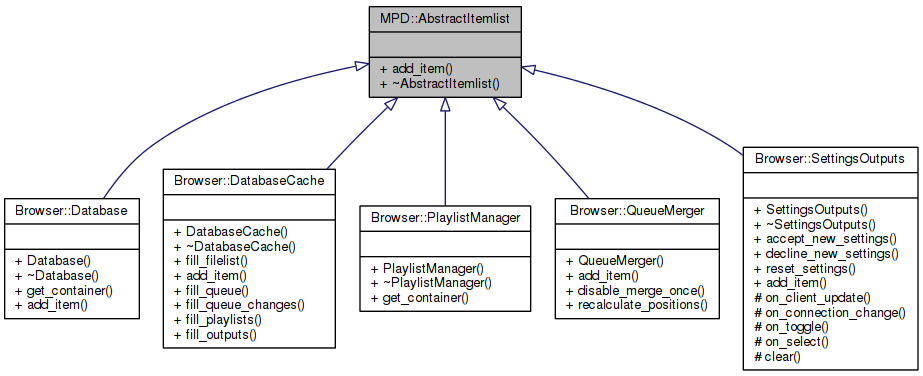 MPD::AbstractItemlist
+ add_item()
+ ~AbstractItemlist()
Browser::Database
+ Database()
+ ~Database()
+ get_container()
+ add_item()
Browser::DatabaseCache
+ DatabaseCache()
+ ~DatabaseCache()
+ fill_filelist()
+ add_item()
+ fill_queue()
+ fill_queue_changes()
+ fill_playlists()
+ fill_outputs()
Browser::PlaylistManager
+ PlaylistManager()
+ ~PlaylistManager()
+ get_container()
Browser::QueueMerger
+ QueueMerger()
+ add_item()
+ disable_merge_once()
+ recalculate_positions()
Browser::SettingsOutputs
+ SettingsOutputs()
+ ~SettingsOutputs()
+ accept_new_settings()
+ decline_new_settings()
+ reset_settings()
+ add_item()
# on_client_update()
# on_connection_change()
# on_toggle()
# on_select()
# clear()